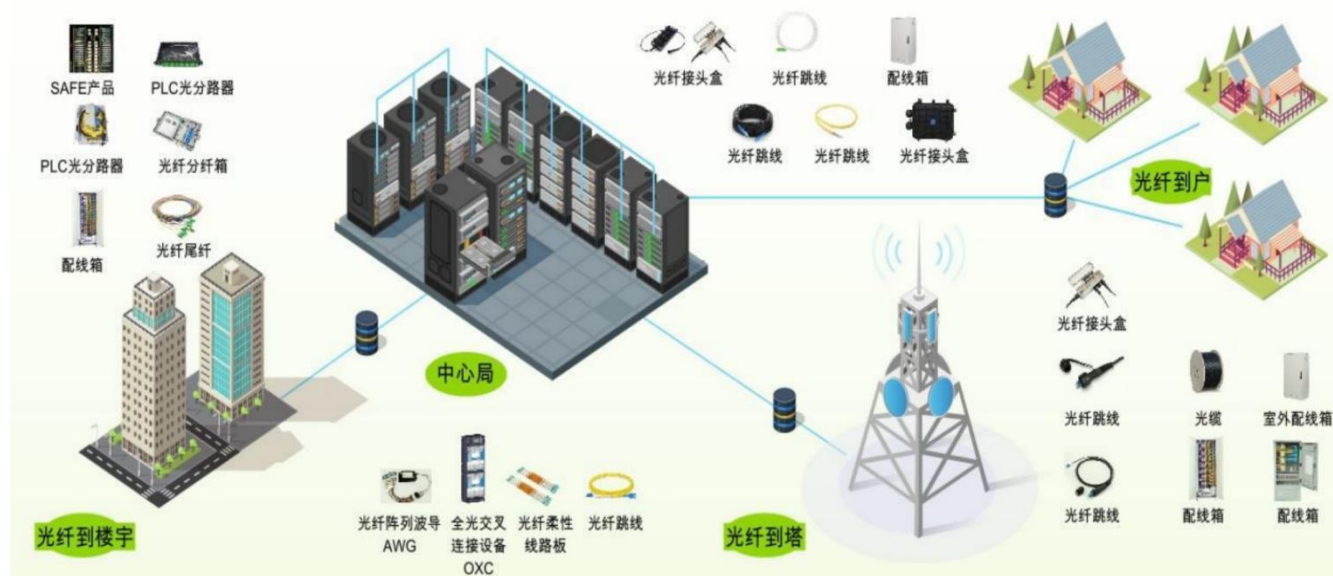 SAFE产品
PLC光分路器
PLC光分路器
光纤分纤箱
配线箱
光纤尾纤
光纤到楼宇
中心局
光纤阵列波导
AWG
全光交叉
连接设备
OXC
光纤柔性
线路板
光纤跳线
光纤接头盒
光纤跳线
配线箱
光纤跳线
光纤跳线
光纤接头盒
光纤到户
光纤接头盒
光纤跳线
光缆
室外配线箱
光纤跳线
配线箱
配线箱
光纤到塔